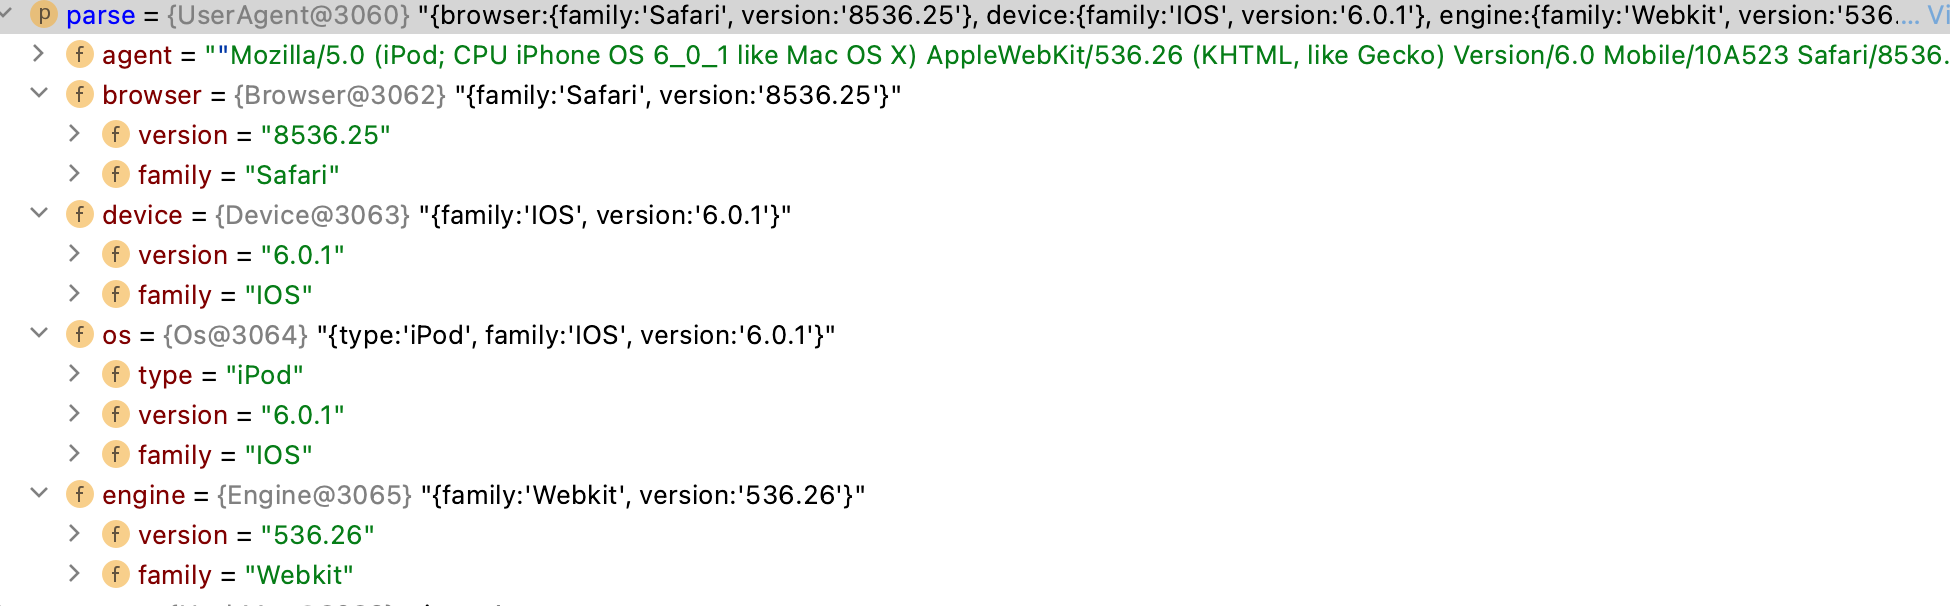 p parse = {UserAgent@3060} "{browser:{family:'Safari', version:'8536.25'}, device:{family:'IOS', version:'6.0.1'}, engine:{family:'Webkit', version:'536.... Vi
f agent = ""Mozilla/5.0 (iPod; CPU iPhone OS 6_0_1 like Mac OS X) AppleWebKit/536.26 (KHTML, like Gecko) Version/6.0 Mobile/10A523 Safari/8536.
f browser = {Browser@3062} "{family:'Safari', version:'8536.25'}"
f version = "8536.25"
f family = "Safari"
f device = {Device@3063} "{family:'IOS', version:'6.0.1'}"
f version = "6.0.1"
f family = "IOS"
f os = {Os@3064} "{type:'iPod', family:'IOS', version:'6.0.1'}"
f type = "iPod"
f version = "6.0.1"
f family = "IOS"
f engine = {Engine@3065} "{family:'Webkit', version:'536.26'}"
f version = "536.26"
f family = "Webkit"